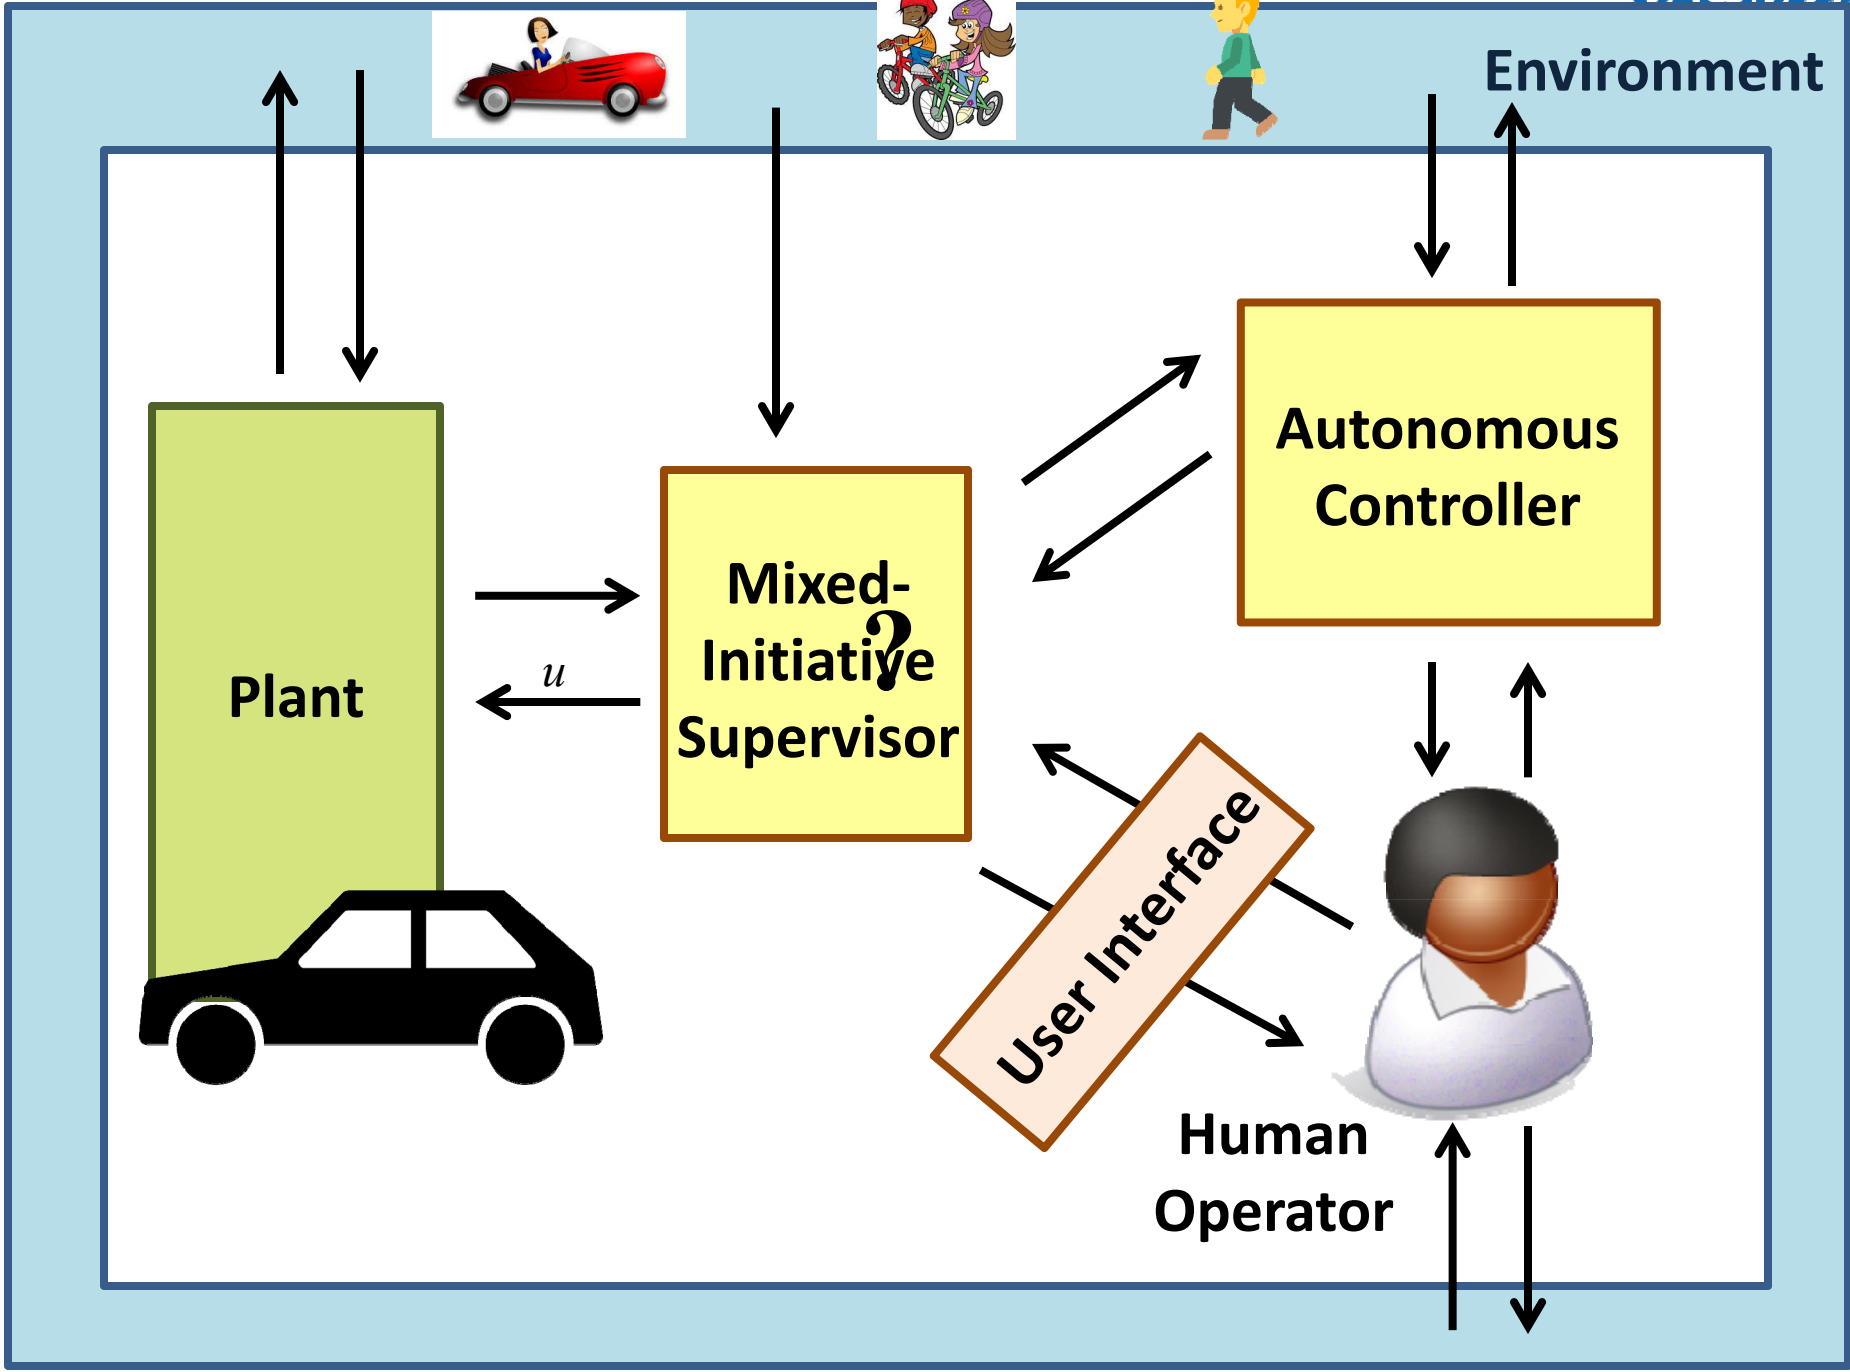 Environment
Autonomous
Controller
Mixed-
Initiative
Supervisor
?
u
Plant
User Interface
Human
Operator